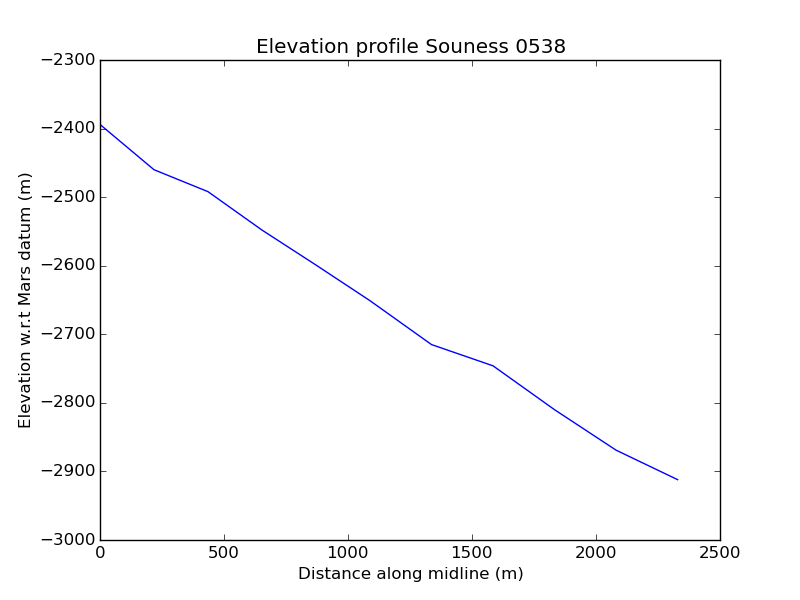 Elevation profile Souness 0538
−2300
−2400
−2500
−2600
−2700
−2800
−2900
−3000
Elevation w.r.t Mars datum (m)
0 500 1000 1500 2000 2500
Distance along midline (m)